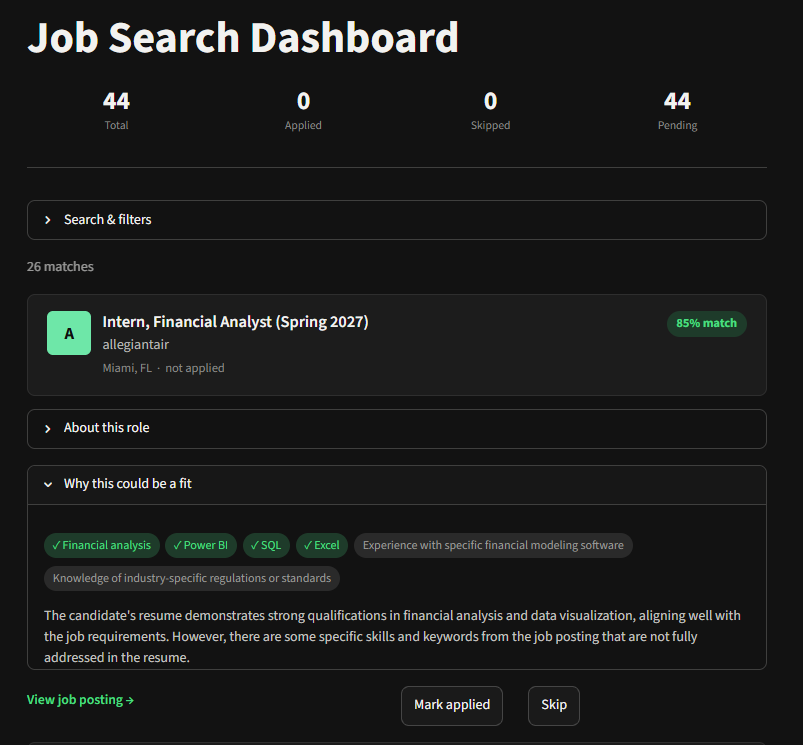 Job Search Dashboard
44 0 0 44
Total Applied Skipped Pending
Search & filters
26 matches
A
Intern, Financial Analyst (Spring 2027)
85% match
allegiantair
Miami, FL · not applied
About this role
Why this could be a fit
✓ Financial analysis ✓ Power BI ✓ SQL ✓ Excel Experience with specific financial modeling software
Knowledge of industry-specific regulations or standards
The candidate's resume demonstrates strong qualifications in financial analysis and data visualization, aligning well with
the job requirements. However, there are some specific skills and keywords from the job posting that are not fully
addressed in the resume.
View job posting → Mark applied Skip